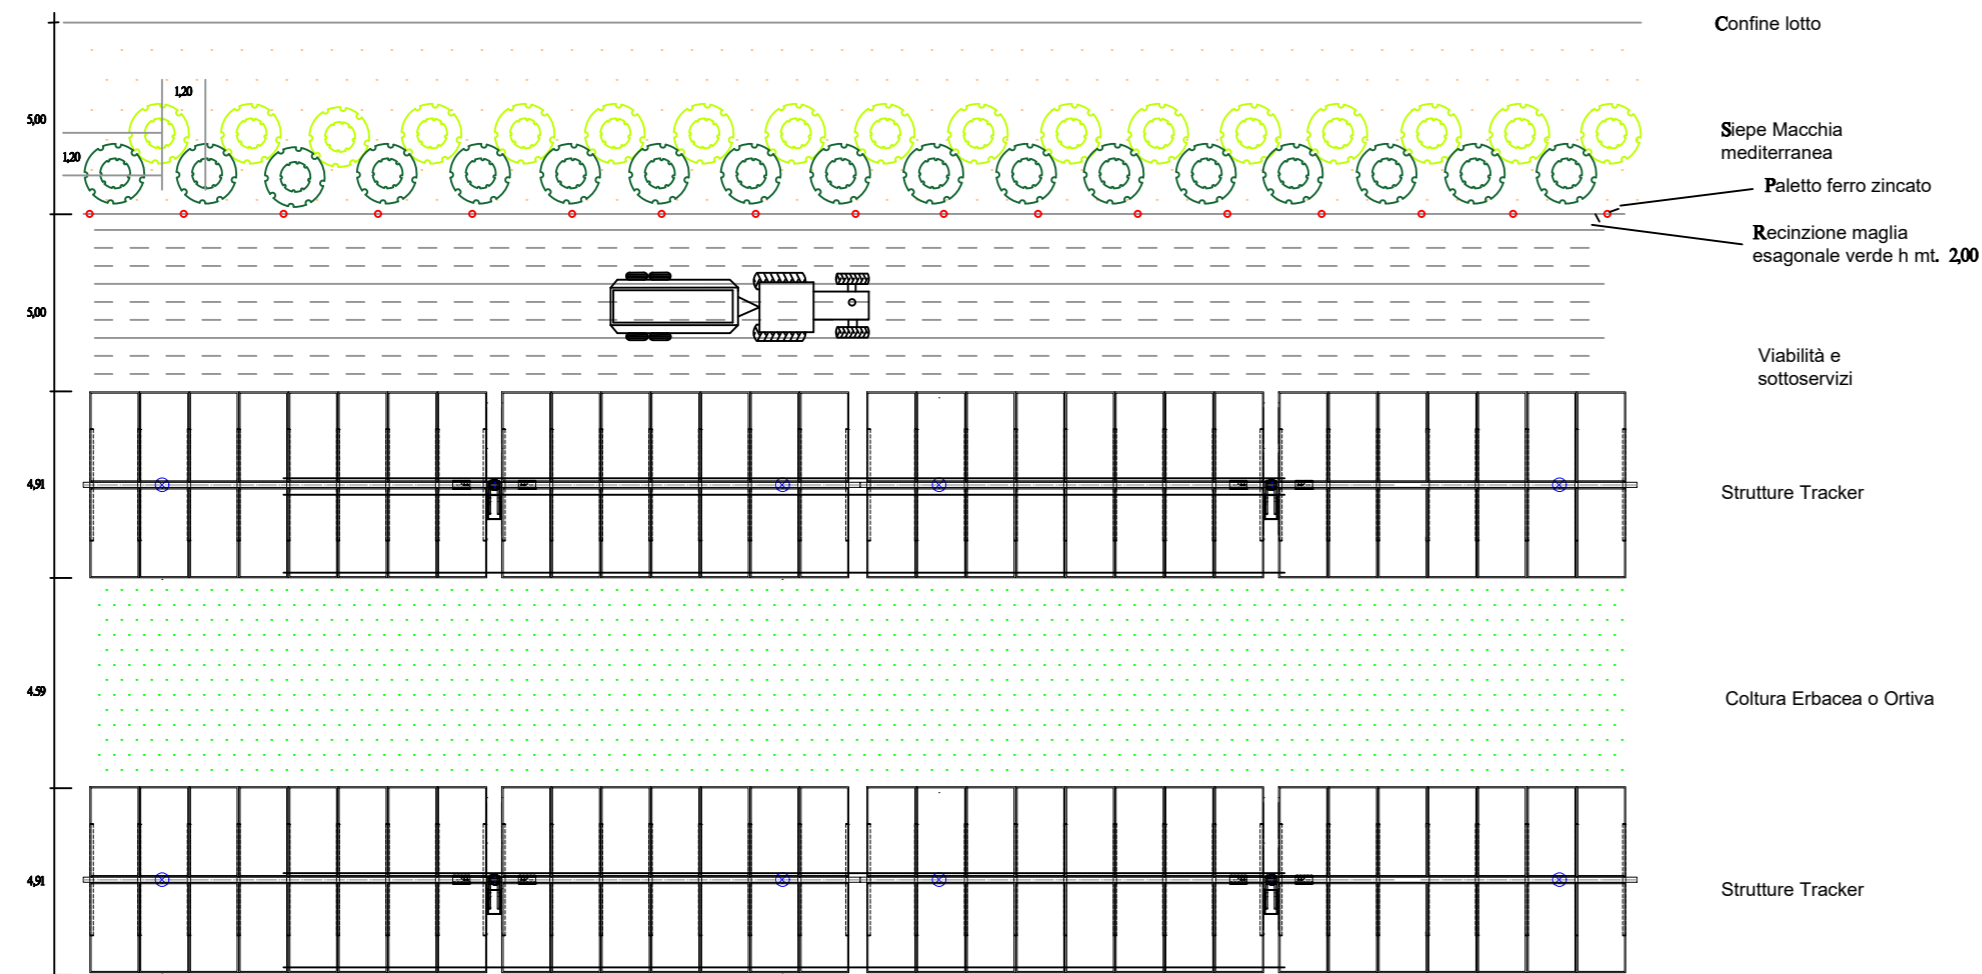 Confine lotto
1,20
5,00
Siepe Macchia
mediterranea
1,20
Paletto ferro zincato
Recinzione maglia
esagonale verde h mt. 2,00
5,00
Viabilità e
sottoservizi
4,91
Strutture Tracker
4.59
Coltura Erbacea o Ortiva
4,91
Strutture Tracker